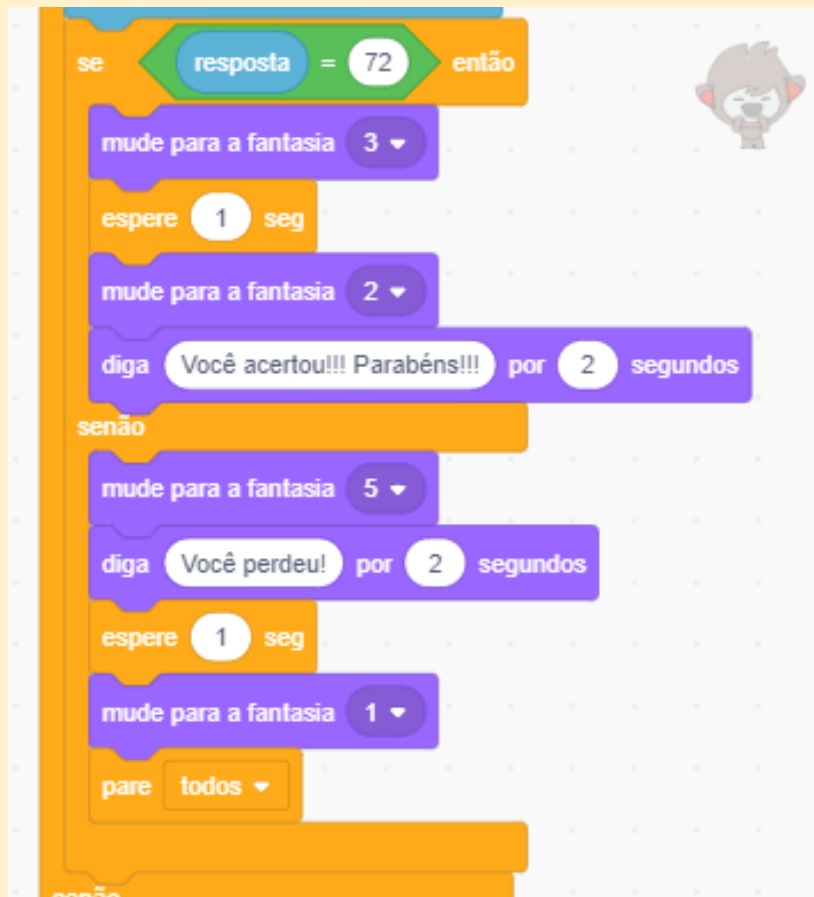 se resposta = 72 então
mude para a fantasia 3
espere 1 seg
mude para a fantasia 2
diga Você acertou!!! Parabéns!!! por 2 segundos
senão
mude para a fantasia 5
diga Você perdeu! por 2 segundos
espere 1 seg
mude para a fantasia 1
pare todos
senão